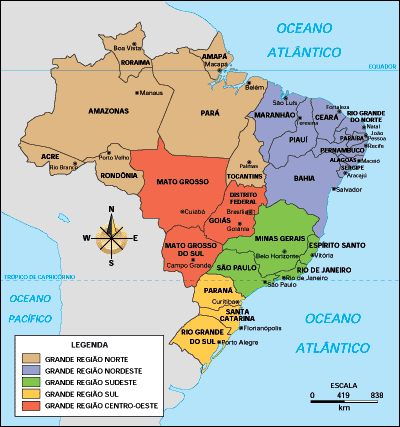 OCEANO
ATLÂNTICO
Boa Vista
RORAIMA
AMAPÁ
Macapá
EQUADOR
Belém
São Luís
Fortaleza
Manaus
AMAZONAS
PARÁ
MARANHÃO
Teresina
CEARÁ
RIO GRANDE
DO NORTE
Natal
PARAÍBA
João
Pessoa
PIAUÍ
PERNAMBUCO
Recife
ACRE
Rio Branco
Porto Velho
RONDÔNIA
Palmas
TOCANTINS
ALAGOAS
Maceió
SERGIPE
Aracajú
MATO GROSSO
BAHIA
Salvador
DISTRITO
FEDERAL
Brasília
Cuiabá
GOIÁS
Goiânia
N
W
E
S
MINAS GERAIS
Belo Horizonte
ESPÍRITO SANTO
Vitória
MATO GROSSO
DO SUL
Campo Grande
SÃO PAULO
RIO DE JANEIRO
Rio de Janeiro
São Paulo
TRÓPICO DE CAPRICÓRNIO
PARANÁ
Curitiba
OCEANO
PACÍFICO
SANTA
CATARINA
Florianópolis
RIO GRANDE
DO SUL
Porto Alegre
OCEANO
ATLÂNTICO
LEGENDA
GRANDE REGIÃO NORTE
GRANDE REGIÃO NORDESTE
GRANDE REGIÃO SUDESTE
GRANDE REGIÃO SUL
GRANDE REGIÃO CENTRO-OESTE
ESCALA
0 419 838
km